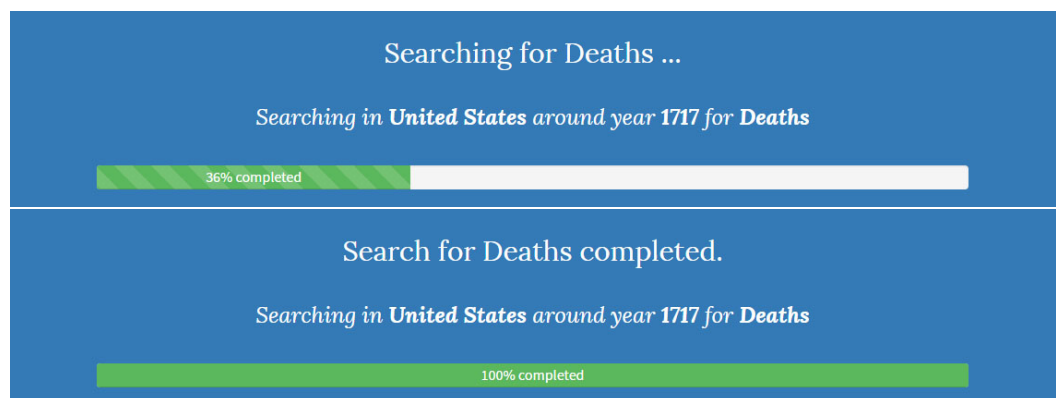 Searching for Deaths ...
Searching in United States around year 1717 for Deaths
36% completed
Search for Deaths completed.
Searching in United States around year 1717 for Deaths
100% completed